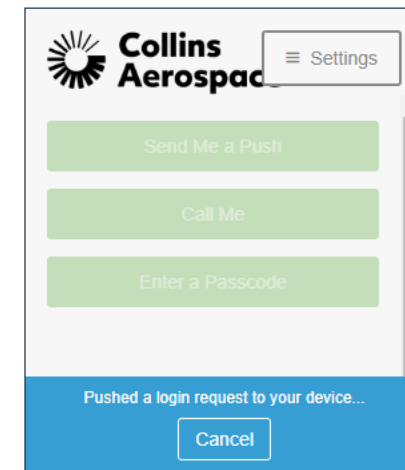 Collins
Aerospac
≡ Settings
Send Me a Push
Call Me
Enter a Passcode
Pushed a login request to your device...
Cancel